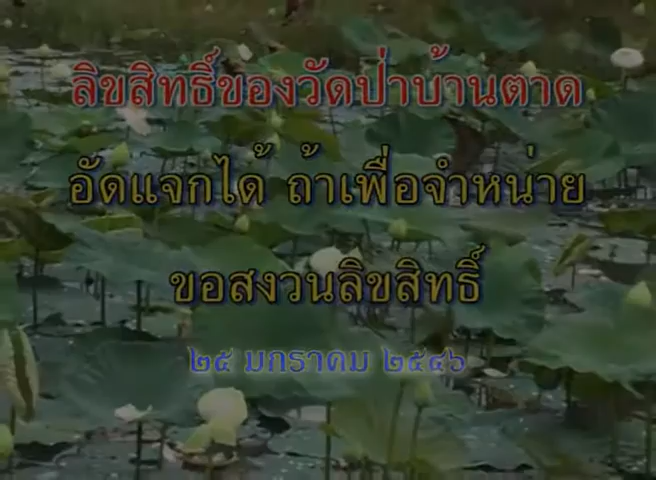 ลิขสิทธิ์ของวัดป่าบ้านตาด
อัดแจกได้ ถ้าเพื่อจำหน่าย
ขอสงวนลิขสิทธิ์
๒๕ มกราคม ๒๕๔๖